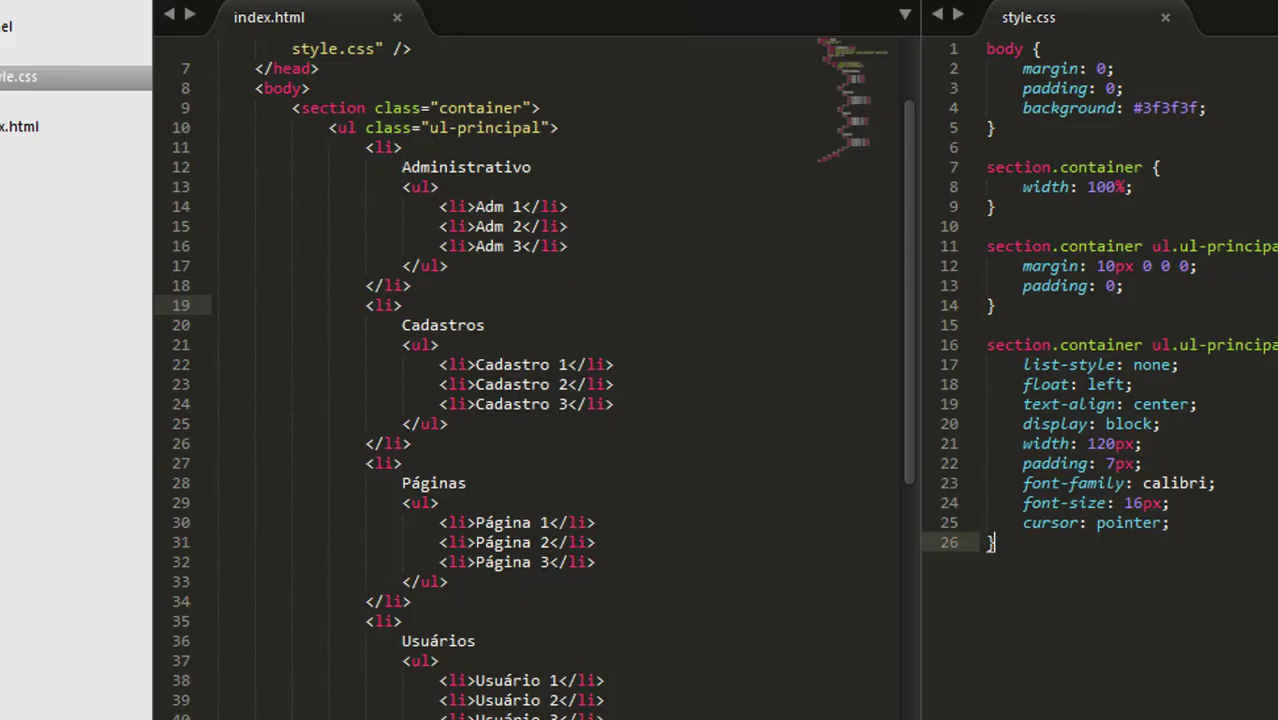 el
le.css
x.html
index.html
style.css" />
7 </head>
8 <body>
9 <section class="container">
10 <ul class="ul-principal">
11 <li>
12 Administrativo
13 <ul>
14 <li>Adm 1</li>
15 <li>Adm 2</li>
16 <li>Adm 3</li>
17 </ul>
18 </li>
19 <li>
20 Cadastros
21 <ul>
22 <li>Cadastro 1</li>
23 <li>Cadastro 2</li>
24 <li>Cadastro 3</li>
25 </ul>
26 </li>
27 <li>
28 Páginas
29 <ul>
30 <li>Página 1</li>
31 <li>Página 2</li>
32 <li>Página 3</li>
33 </ul>
34 </li>
35 <li>
36 Usuários
37 <ul>
38 <li>Usuário 1</li>
39 <li>Usuário 2</li>
style.css
1 body {
2 margin: 0;
3 padding: 0;
4 background: #3f3f3f;
5 }
6
7 section.container {
8 width: 100%;
9 }
10
11 section.container ul.ul-principa
12 margin: 10px 0 0 0;
13 padding: 0;
14 }
15
16 section.container ul.ul-principa
17 list-style: none;
18 float: left;
19 text-align: center;
20 display: block;
21 width: 120px;
22 padding: 7px;
23 font-family: calibri;
24 font-size: 16px;
25 cursor: pointer;
26 }